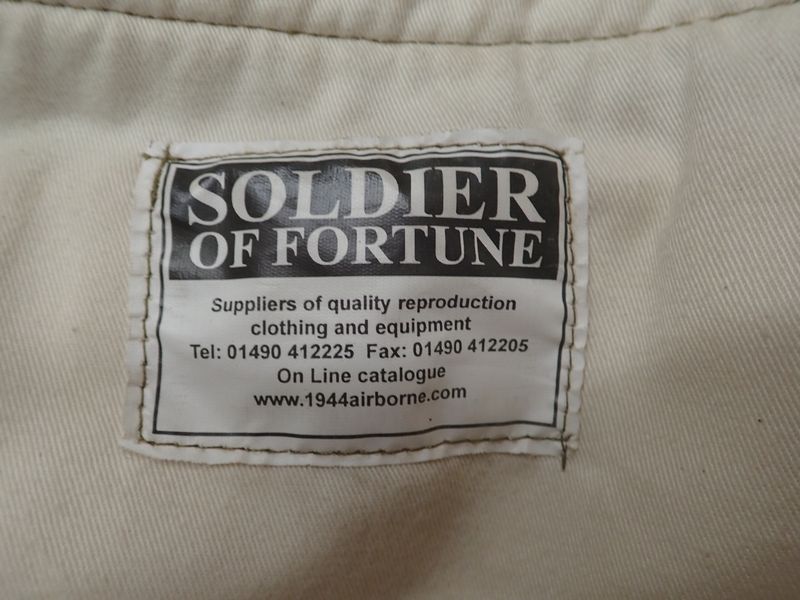 SOLDIER
OF FORTUNE
Suppliers of quality reproduction
clothing and equipment
Tel: 01490 412225 Fax: 01490 412205
On Line catalogue
www.1944airborne.com